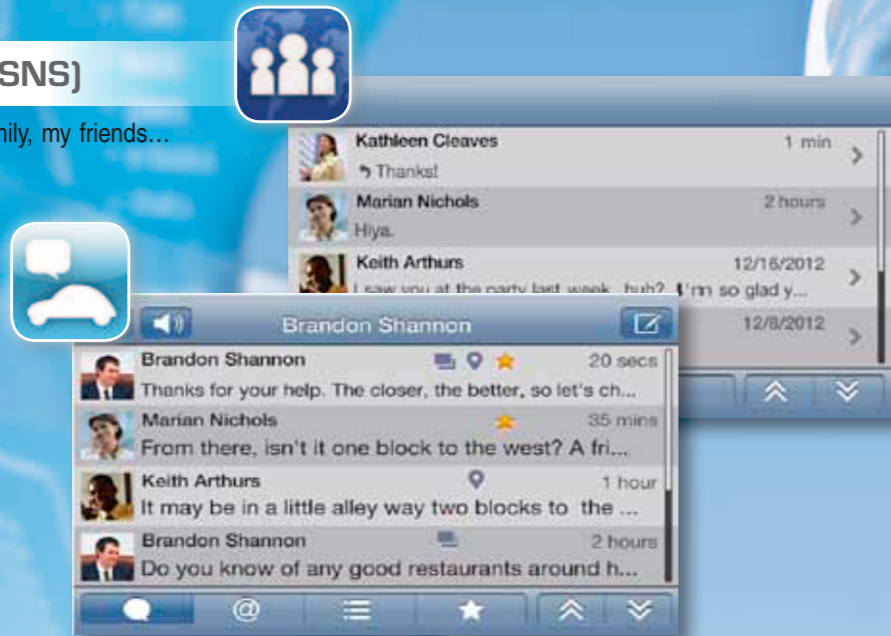 SNS)
my friends...
Kathleen Cleaves 1 min
Thanks!
Marian Nichols 2 hours
Hiya.
Keith Arthurs 12/16/2012
I saw you at the party last week, huh? I'm so glad y...
12/8/2012
Brandon Shannon
Brandon Shannon 20 secs
Thanks for your help. The closer, the better, so let's ch...
Marian Nichols 35 mins
From there, isn't it one block to the west? A fri...
Keith Arthurs 1 hour
It may be in a little alley way two blocks to the ...
Brandon Shannon 2 hours
Do you know of any good restaurants around h...
@